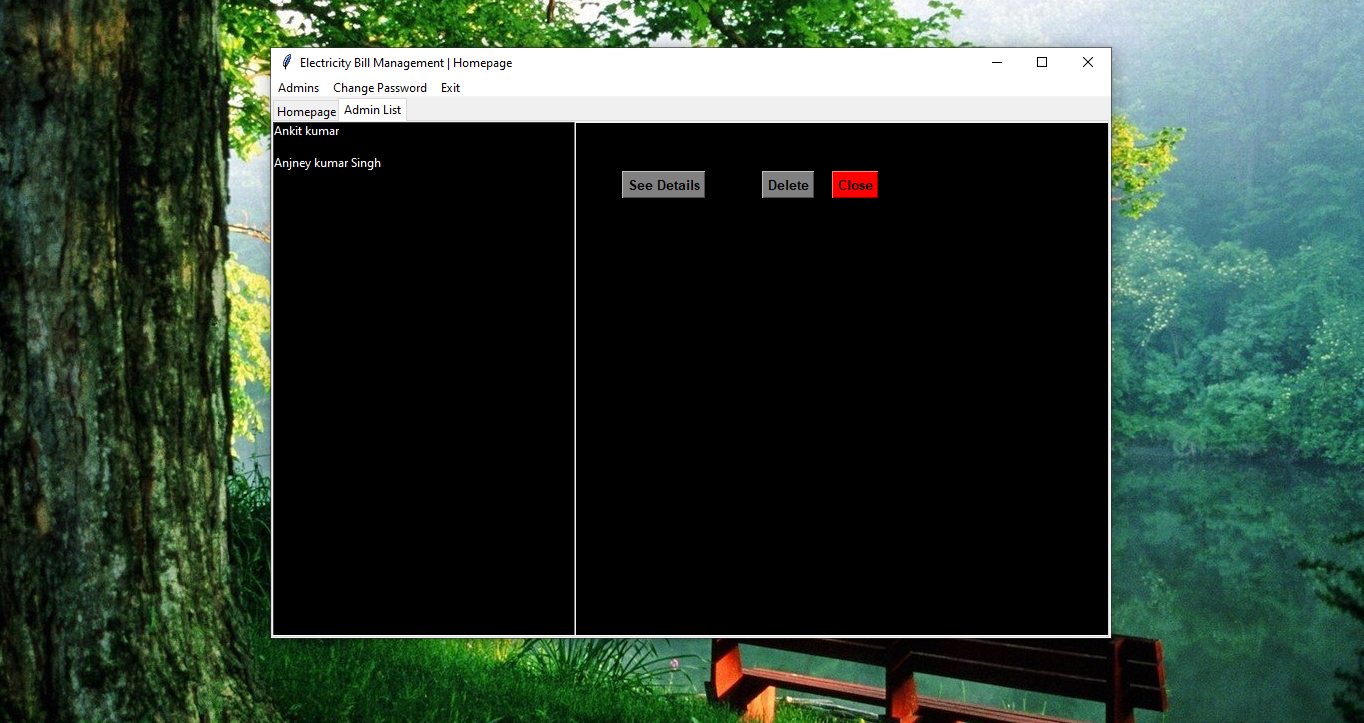 Electricity Bill Management | Homepage
Admins Change Password Exit
Homepage Admin List
Ankit kumar
Anjney kumar Singh
See Details Delete Close